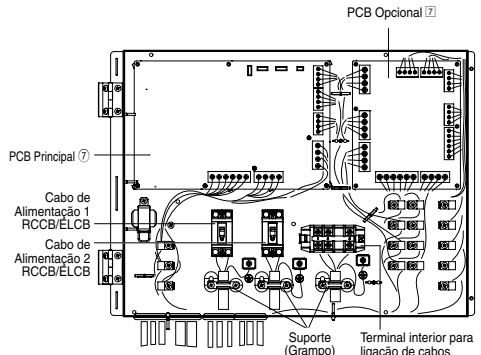 PCB Opcional 7
PCB Principal 7
Cabo de
Alimentação 1
RCCB/ELCB
Cabo de
Alimentação 2
RCCB/ELCB
Suporte
(Grampo)
Terminal interior para
ligação de cabos